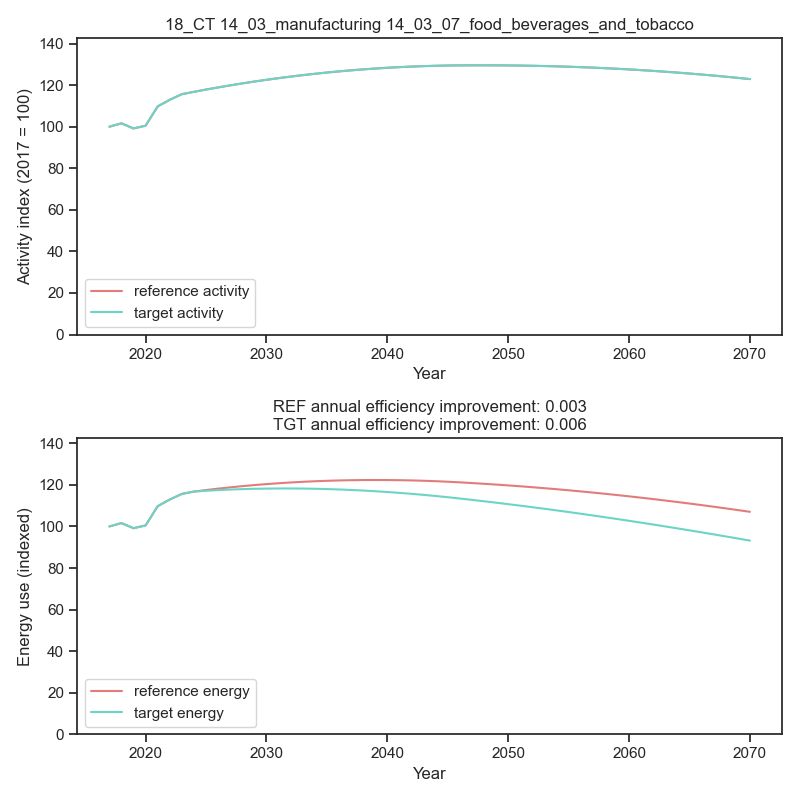 18_CT 14_03_manufacturing 14_03_07_food_beverages_and_tobacco
140
120
100
80
60
40
20
0
Activity index (2017 = 100)
reference activity
target activity
2020 2030 2040 2050 2060 2070
Year
REF annual efficiency improvement: 0.003
TGT annual efficiency improvement: 0.006
140
120
100
80
60
40
20
0
Energy use (indexed)
reference energy
target energy
2020 2030 2040 2050 2060 2070
Year